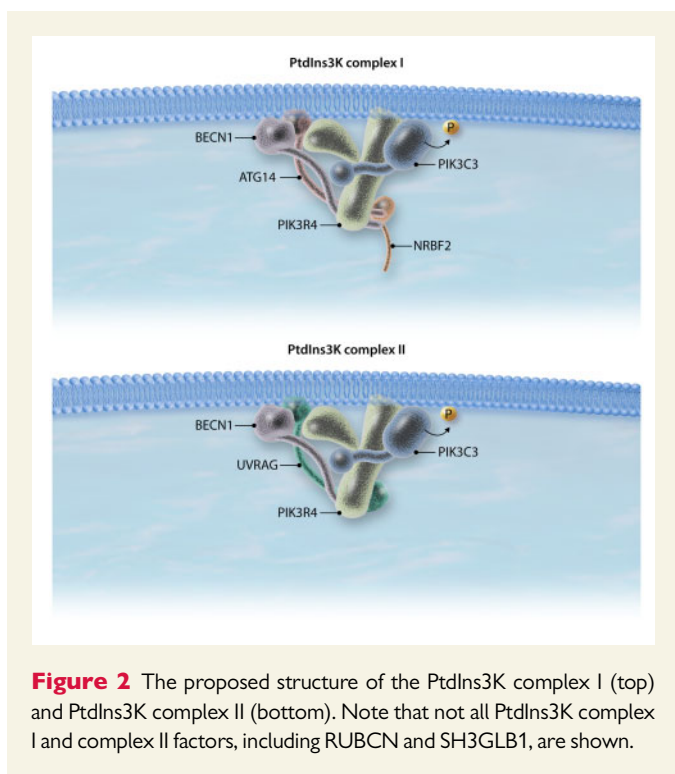 PtdIns3K complex I
BECN1
P
PIK3C3
ATG14
PIK3R4
NRBF2
PtdIns3K complex II
BECN1
P
PIK3C3
UVRAG
PIK3R4
Figure 2 The proposed structure of the PtdIns3K complex I (top)
and PtdIns3K complex II (bottom). Note that not all PtdIns3K complex
I and complex II factors, including RUBCN and SH3GLB1, are shown.